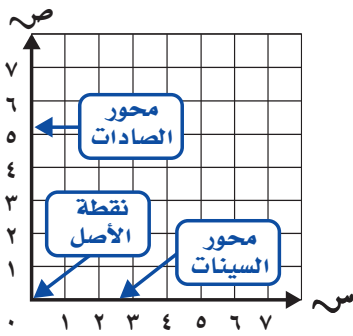 ص
٧
٦
٥
٤
٣
٢
١
محور
الصادات
نقطة
الأصل
محور
السينات
٠ ١ ٢ ٣ ٤ ٥ ٦ ٧ س